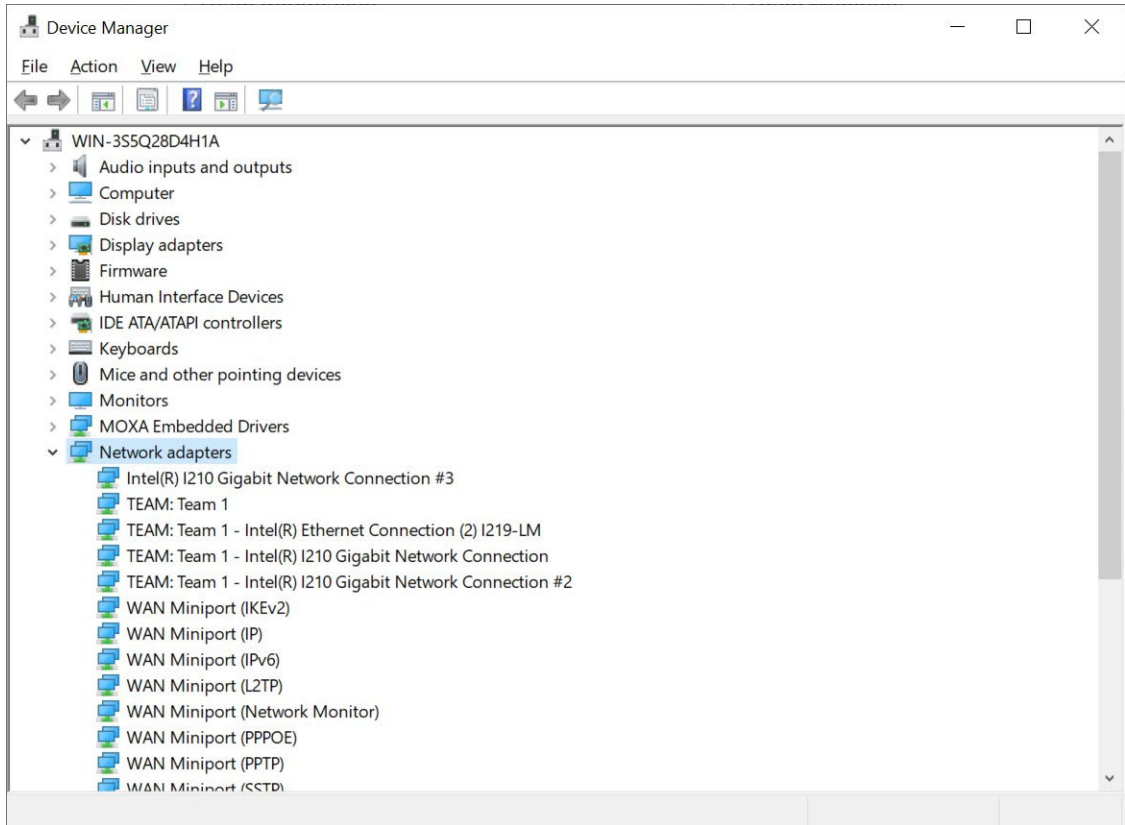 Device Manager
File Action View Help
WIN-3S5Q28D4H1A
Audio inputs and outputs
Computer
Disk drives
Display adapters
Firmware
Human Interface Devices
IDE ATA/ATAPI controllers
Keyboards
Mice and other pointing devices
Monitors
MOXA Embedded Drivers
Network adapters
Intel(R) I210 Gigabit Network Connection #3
TEAM: Team 1
TEAM: Team 1 - Intel(R) Ethernet Connection (2) I219-LM
TEAM: Team 1 - Intel(R) I210 Gigabit Network Connection
TEAM: Team 1 - Intel(R) I210 Gigabit Network Connection #2
WAN Miniport (IKEv2)
WAN Miniport (IP)
WAN Miniport (IPv6)
WAN Miniport (L2TP)
WAN Miniport (Network Monitor)
WAN Miniport (PPPOE)
WAN Miniport (PPTP)
WAN Miniport (SSTP)